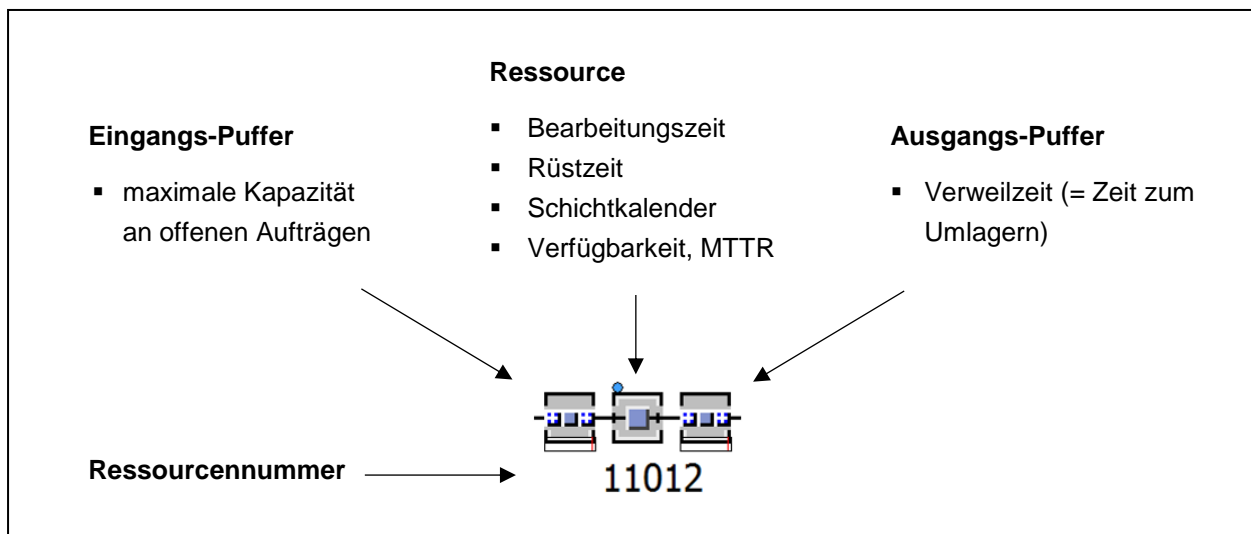 Ressource
▪ Bearbeitungszeit
▪ Rüstzeit
▪ Schichtkalender
▪ Verfügbarkeit, MTTR
Eingangs-Puffer
▪ maximale Kapazität
an offenen Aufträgen
Ausgangs-Puffer
▪ Verweilzeit (= Zeit zum
Umlagern)
Ressourcennummer
11012